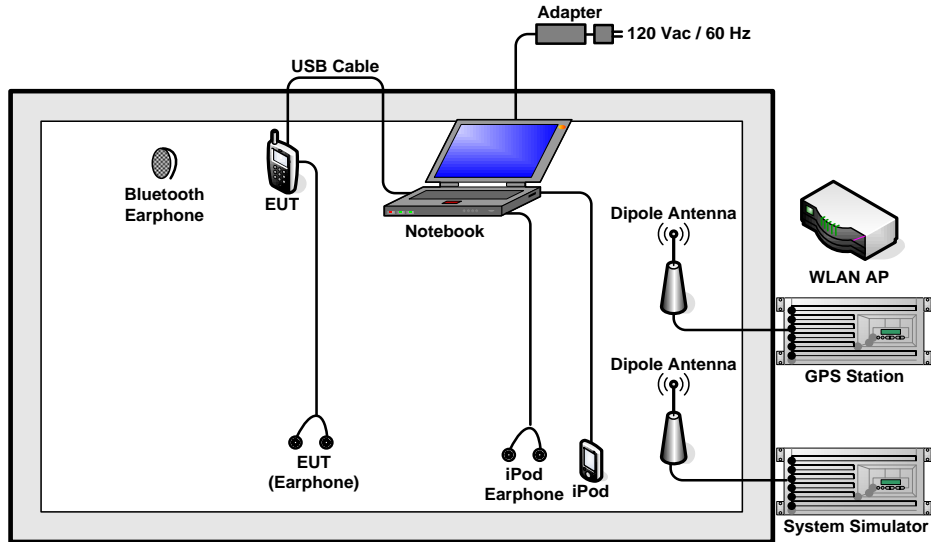 Adapter
120 Vac / 60 Hz
USB Cable
Bluetooth
Earphone
EUT
Notebook
Dipole Antenna
WLAN AP
GPS Station
Dipole Antenna
EUT
(Earphone)
iPod
Earphone
iPod
System Simulator